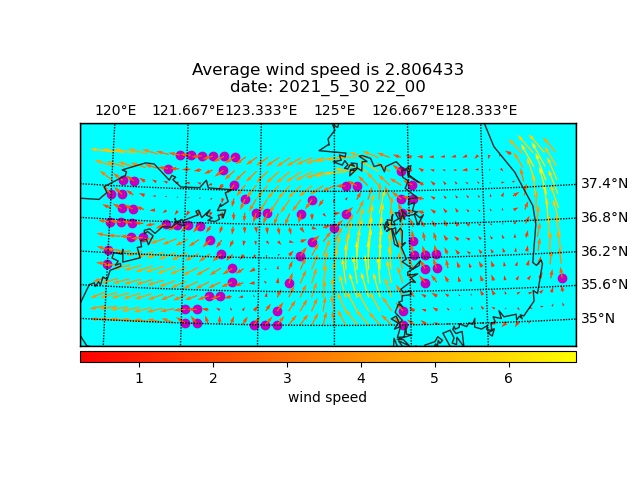 Average wind speed is 2.806433
date: 2021_5_30 22_00
120°E 121.667°E 123.333°E 125°E 126.667°E 128.333°E
37.4°N
36.8°N
36.2°N
35.6°N
35°N
1 2 3 4 5 6
wind speed